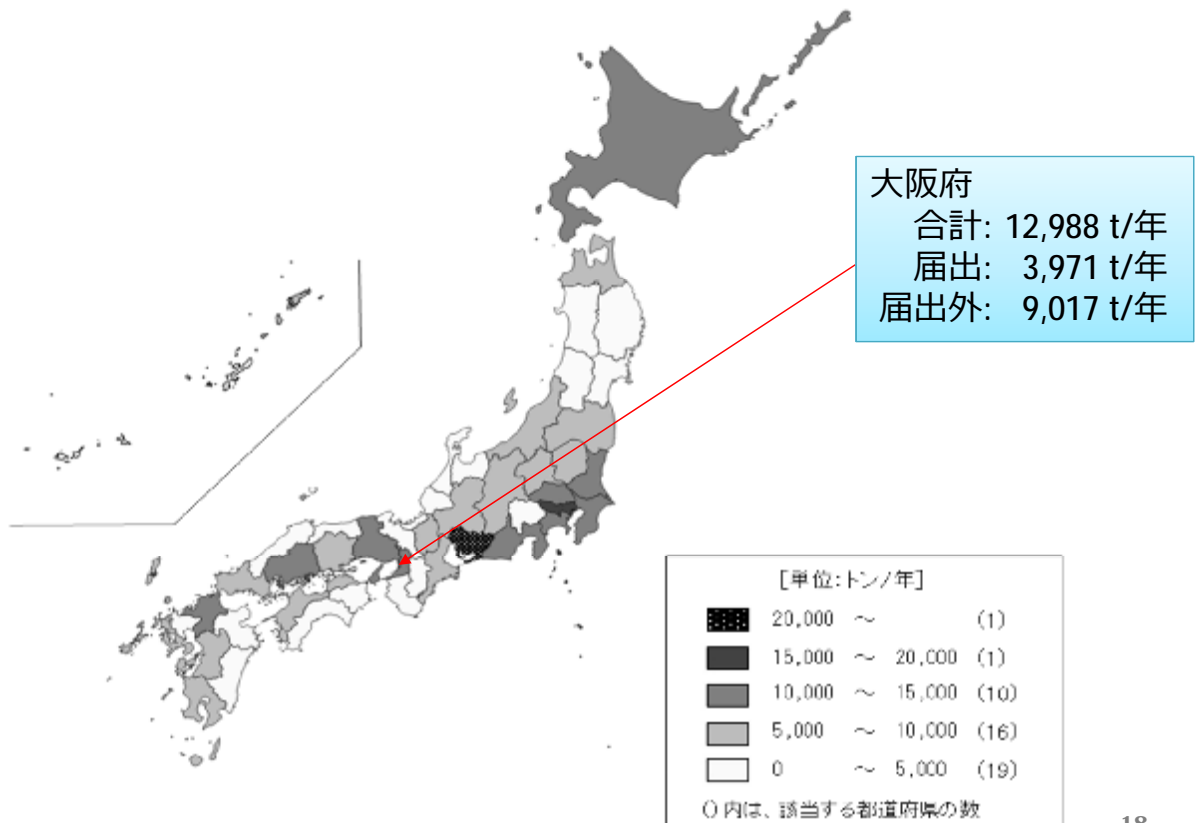 大阪府
合計: 12,988 t/年
届出: 3,971 t/年
届出外: 9,017 t/年
[単位:トン/年]
20,000 ～ (1)
15,000 ～ 20,000 (1)
10,000 ～ 15,000 (10)
5,000 ～ 10,000 (16)
0 ～ 5,000 (19)
()内は、該当する都道府県の数
18